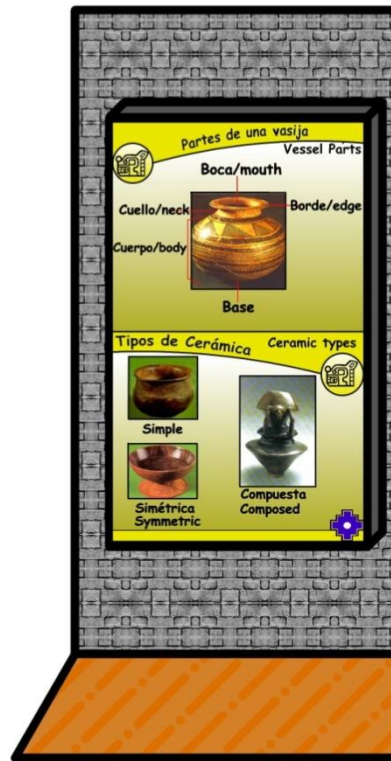 Partes de una vasija
Vessel Parts
Boca/mouth
Cuello/neck
Borde/edge
Cuerpo/body
Base
Tipos de Cerámica
Ceramic types
Simple
Simétrica
Symmetric
Compuesta
Composed